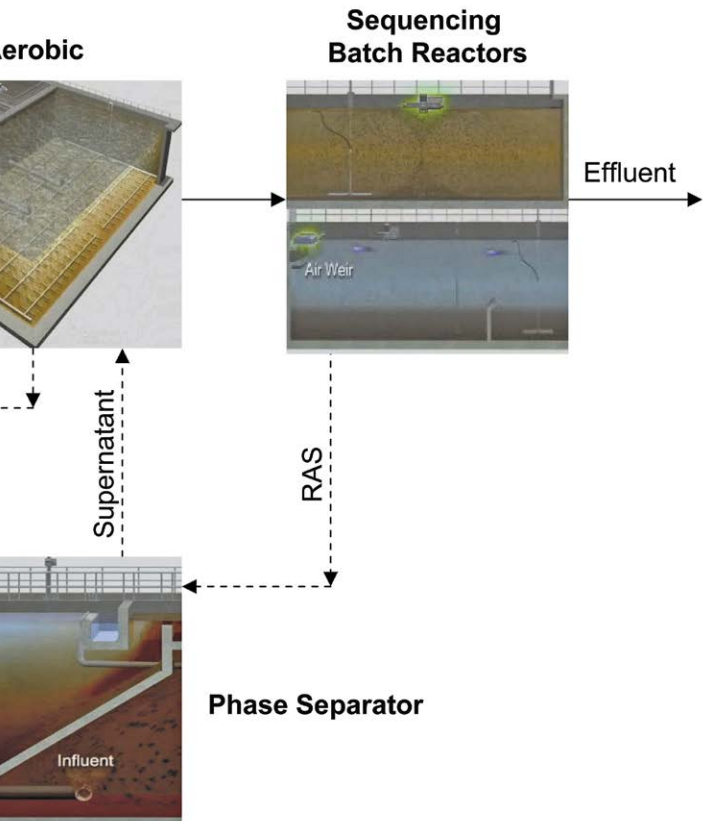 Sequencing
Batch Reactors
Effluent
Air Weir
Supernatant
RAS
Phase Separator
Influent